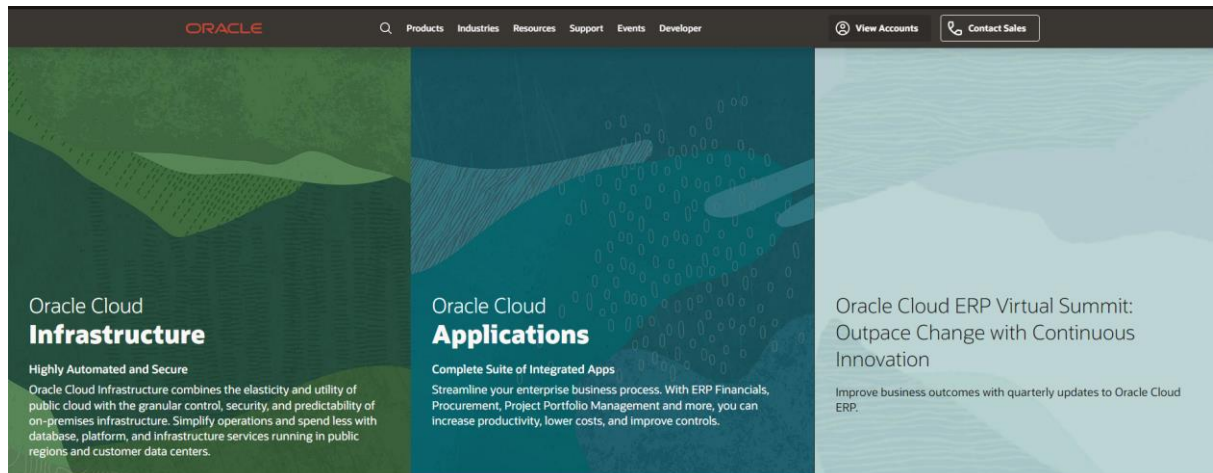 ORACLE
Products Industries Resources Support Events Developer
View Accounts
Contact Sales
Oracle Cloud
Infrastructure
Highly Automated and Secure
Oracle Cloud Infrastructure combines the elasticity and utility of
public cloud with the granular control, security, and predictability of
on-premises infrastructure. Simplify operations and spend less with
database, platform, and infrastructure services running in public
regions and customer data centers.
Oracle Cloud
Applications
Complete Suite of Integrated Apps
Streamline your enterprise business process. With ERP Financials,
Procurement, Project Portfolio Management and more, you can
increase productivity, lower costs, and improve controls.
Oracle Cloud ERP Virtual Summit:
Outpace Change with Continuous
Innovation
Improve business outcomes with quarterly updates to Oracle Cloud
ERP.